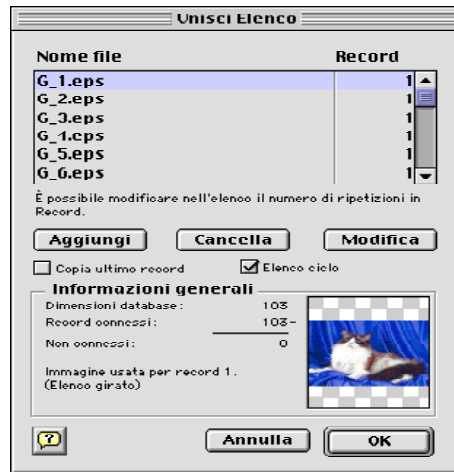 Unisci Elenco
Nome file Record
G_1.eps 1
G_2.eps 1
G_3.eps 1
G_4.eps 1
G_5.eps 1
G_6.eps 1
È possibile modificare nell'elenco il numero di ripetizioni in
Record.
Aggiungi Cancella Modifica
Copia ultimo record Elenco ciclo
Informazioni generali
Dimensioni database: 103
Record connessi: 103-
Non connessi: 0
Immagine usata per record 1.
(Elenco girato)
? Annulla OK